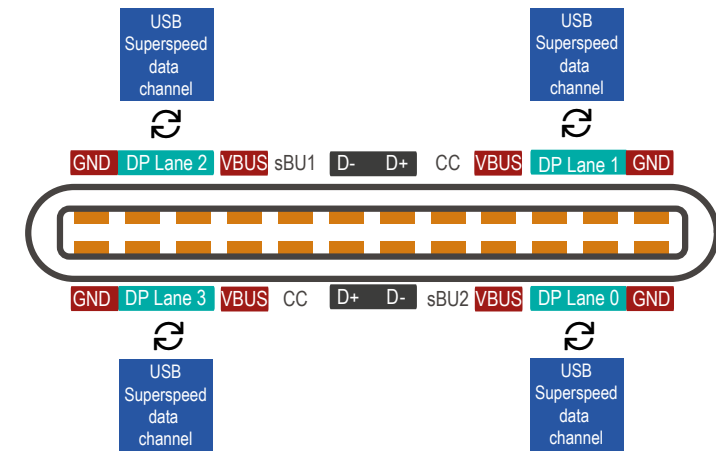 USB
Superspeed
data
channel
USB
Superspeed
data
channel
GND DP Lane 2 VBUS sBU1 D- D+ CC VBUS DP Lane 1 GND
GND DP Lane 3 VBUS CC D+ D- sBU2 VBUS DP Lane 0 GND
USB
Superspeed
data
channel
USB
Superspeed
data
channel